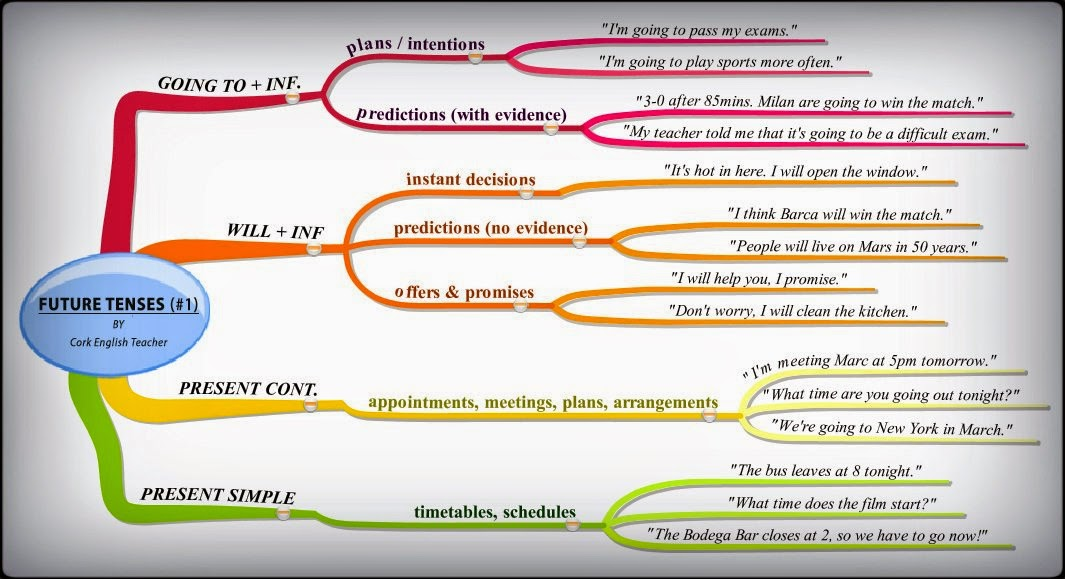 FUTURE TENSES (#1)
BY
Cork English Teacher
GOING TO + INF.
plans / intentions
"I'm going to pass my exams."
"I'm going to play sports more often."
predictions (with evidence)
"3-0 after 85mins. Milan are going to win the match."
"My teacher told me that it's going to be a difficult exam."
WILL + INF
instant decisions
"It's hot in here. I will open the window."
predictions (no evidence)
"I think Barca will win the match."
"People will live on Mars in 50 years."
offers & promises
"I will help you, I promise."
"Don't worry, I will clean the kitchen."
PRESENT CONT.
appointments, meetings, plans, arrangements
"I'm meeting Marc at 5pm tomorrow."
"What time are you going out tonight?"
"We're going to New York in March."
PRESENT SIMPLE
timetables, schedules
"The bus leaves at 8 tonight."
"What time does the film start?"
"The Bodega Bar closes at 2, so we have to go now!"